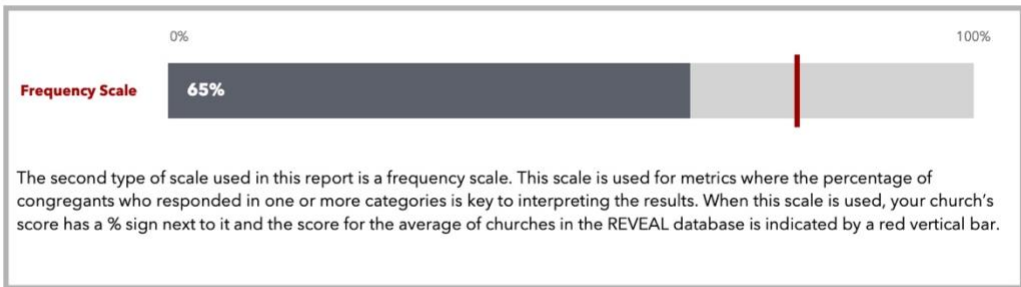 0%
100%
Frequency Scale
65%
The second type of scale used in this report is a frequency scale. This scale is used for metrics where the percentage of
congregants who responded in one or more categories is key to interpreting the results. When this scale is used, your church's
score has a % sign next to it and the score for the average of churches in the REVEAL database is indicated by a red vertical bar.